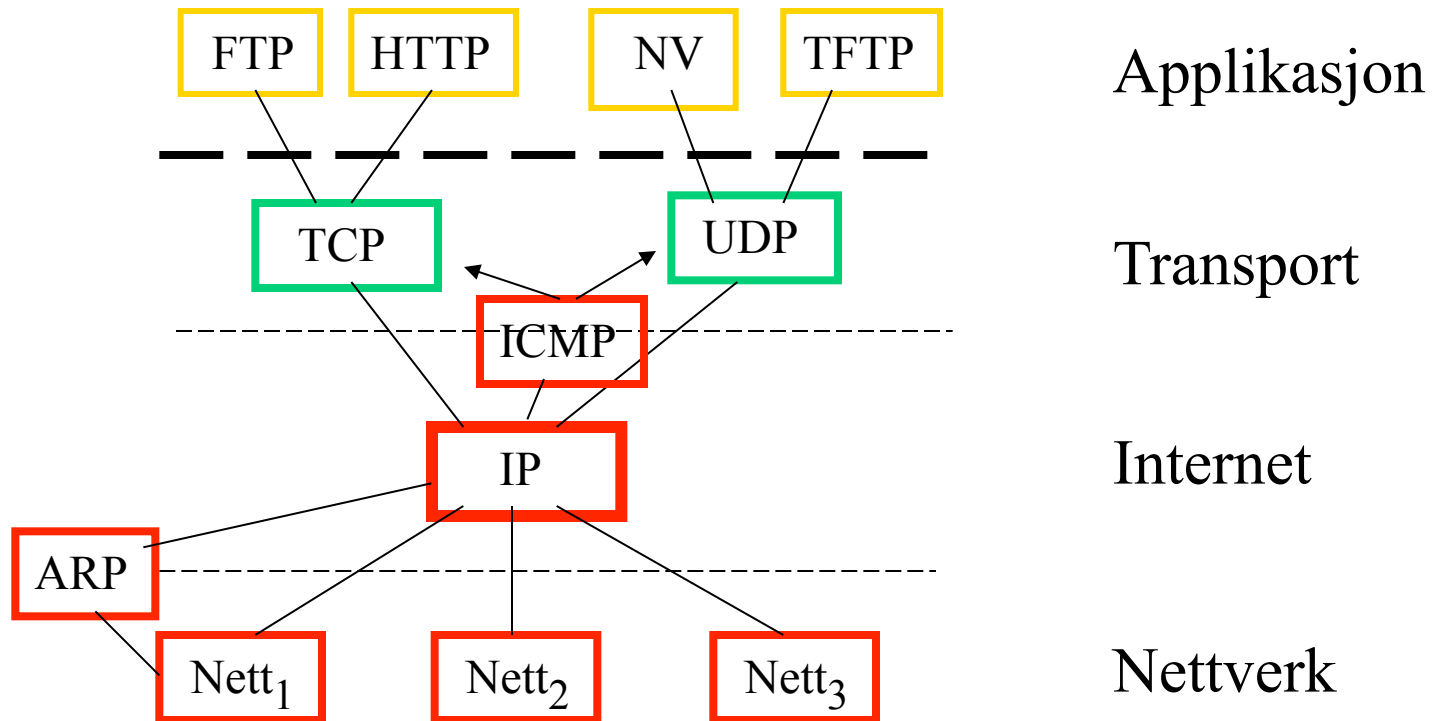 FTP HTTP NV TFTP Applikasjon
TCP UDP Transport
ICMP
IP Internet
ARP
Nett1 Nett2 Nett3 Nettverk